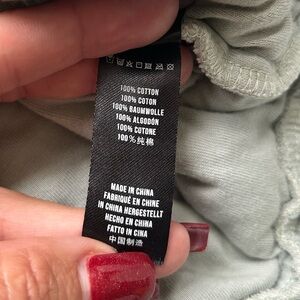 100% COTTON
100% COTON
100% BAUMWOLLE
100% ALGODÓN
100% COTONE
100%纯棉
MADE IN CHINA
FABRIQUÉ EN CHINE
IN CHINA HERGESTELLT
HECHO EN CHINA
FATTO IN CINA
中国制造